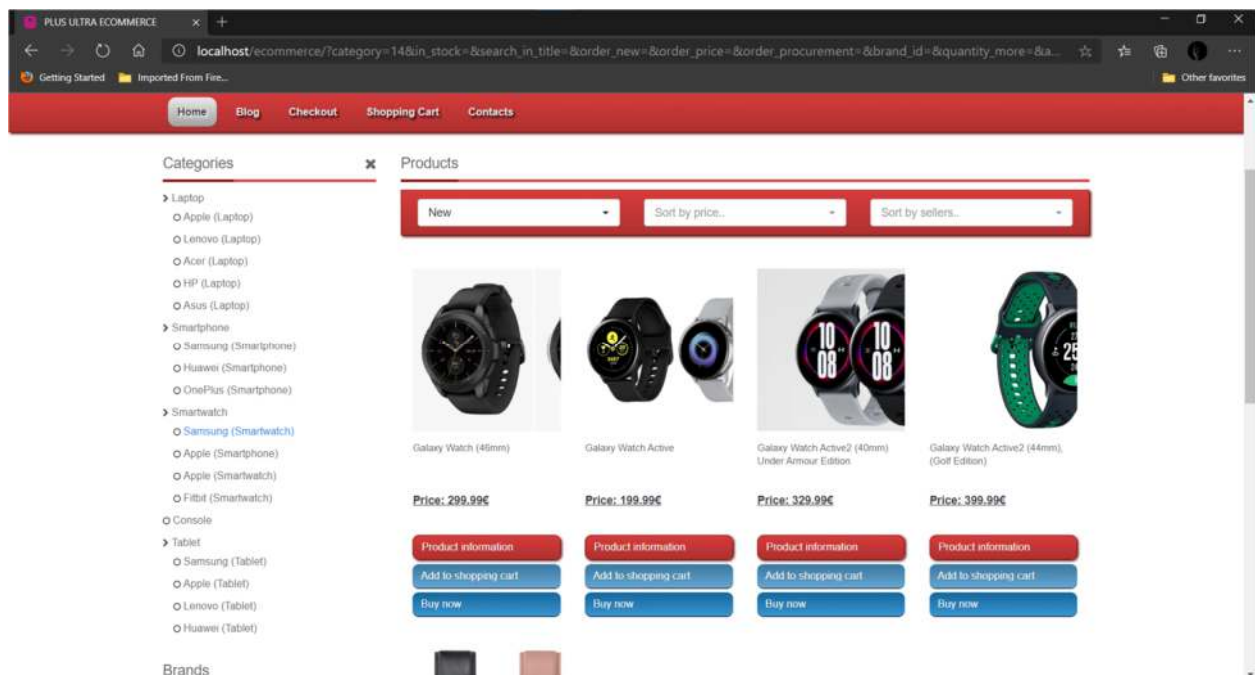 PLUS ULTRA ECOMMERCE
localhost/ecommerce/?category=14&in_stock=&search_in_title=&order_new=&order_price=&order_procurement=&brand_id=&quantity_more=&a...
Getting Started Imported From Fire... Other favorites
Home Blog Checkout Shopping Cart Contacts
Categories
Laptop
Apple (Laptop)
Lenovo (Laptop)
Acer (Laptop)
HP (Laptop)
Asus (Laptop)
Smartphone
Samsung (Smartphone)
Huawei (Smartphone)
OnePlus (Smartphone)
Smartwatch
Samsung (Smartwatch)
Apple (Smartphone)
Apple (Smartwatch)
Fitbit (Smartwatch)
Console
Tablet
Samsung (Tablet)
Apple (Tablet)
Lenovo (Tablet)
Huawei (Tablet)
Brands
Products
New Sort by price.. Sort by sellers..
10
08
10
08
25
Galaxy Watch (46mm)
Price: 299.99€
Product information
Add to shopping cart
Buy now
Galaxy Watch Active
Price: 199.99€
Product information
Add to shopping cart
Buy now
Galaxy Watch Active2 (40mm)
Under Armour Edition
Price: 329.99€
Product information
Add to shopping cart
Buy now
Galaxy Watch Active2 (44mm),
(Golf Edition)
Price: 399.99€
Product information
Add to shopping cart
Buy now